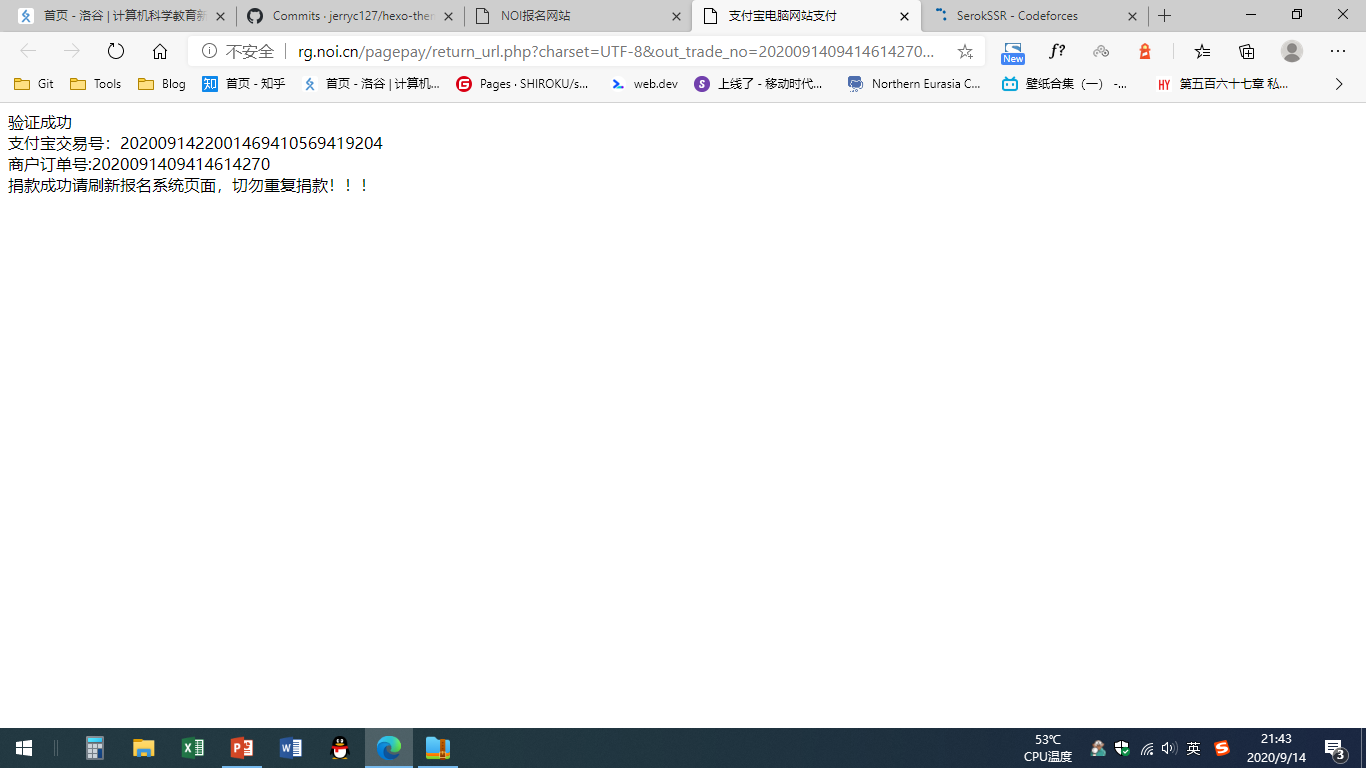 首页 - 洛谷 | 计算机科学教育新
Commits · jerryc127/hexo-ther
NOI报名网站
支付宝电脑网站支付
SerokSSR - Codeforces
不安全 | rg.noi.cn/pagepay/return_url.php?charset=UTF-8&out_trade_no=2020091409414614270...
New
f?
Git
Tools
Blog
知 首页 - 知乎
首页 - 洛谷 | 计算机...
Pages · SHIROKU/s...
web.dev
S 上线了 - 移动时代...
Northern Eurasia C...
壁纸合集（一） -...
HY 第五百六十七章 私...
验证成功
支付宝交易号：2020091422001469410569419204
商户订单号:2020091409414614270
捐款成功请刷新报名系统页面，切勿重复捐款！！！
53℃
CPU温度
英
21:43
2020/9/14
3